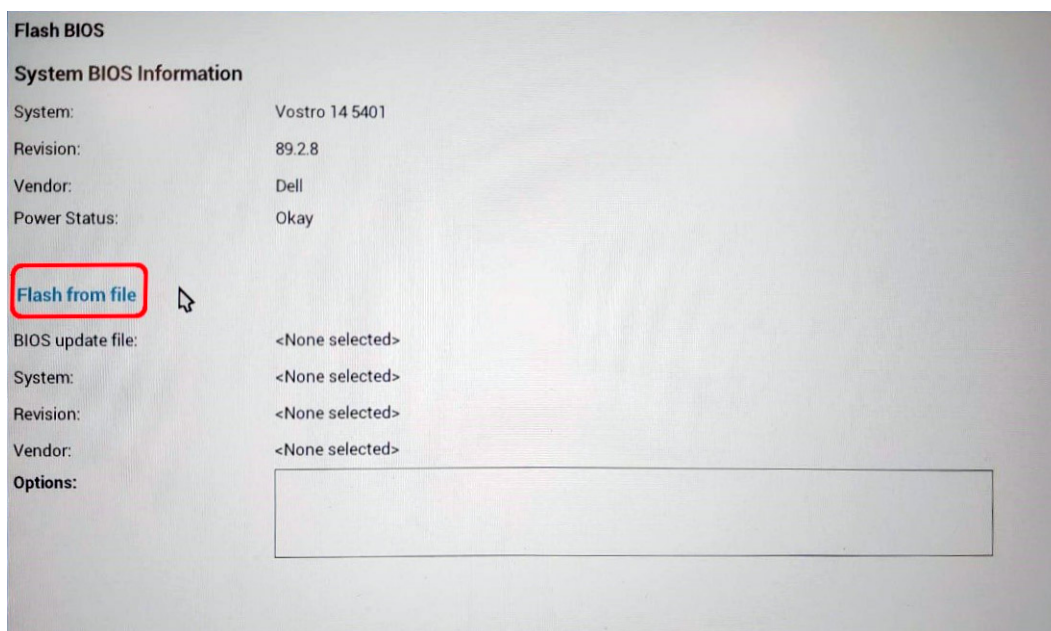 Flash BIOS
System BIOS Information
System: Vostro 14 5401
Revision: 89.2.8
Vendor: Dell
Power Status: Okay
Flash from file
BIOS update file: <None selected>
System: <None selected>
Revision: <None selected>
Vendor: <None selected>
Options: